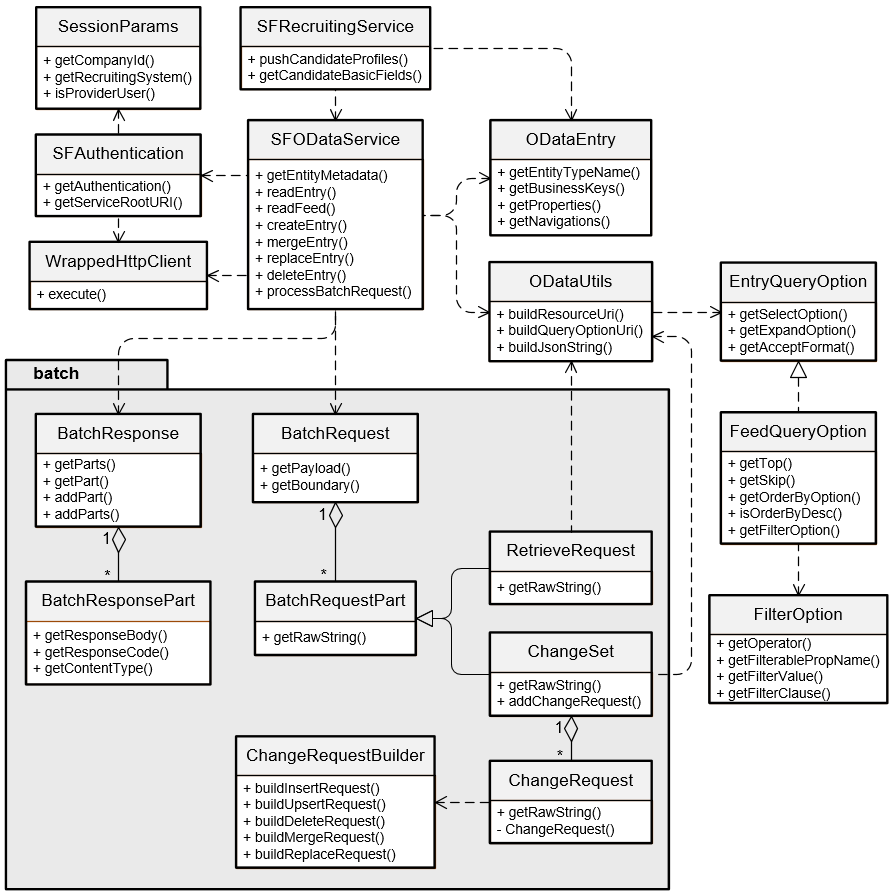 SessionParams
+ getCompanyId()
+ getRecruitingSystem()
+ isProviderUser()
SFRecruitingService
+ pushCandidateProfiles()
+ getCandidateBasicFields()
SFAuthentication
+ getAuthentication()
+ getServiceRootURI()
SFODataService
+ getEntityMetadata()
+ readEntry()
+ readFeed()
+ createEntry()
+ mergeEntry()
+ replaceEntry()
+ deleteEntry()
+ processBatchRequest()
ODataEntry
+ getEntityTypeName()
+ getBusinessKeys()
+ getProperties()
+ getNavigations()
WrappedHttpClient
+ execute()
ODataUtils
+ buildResourceUri()
+ buildQueryOptionUri()
+ buildJsonString()
EntryQueryOption
+ getSelectOption()
+ getExpandOption()
+ getAcceptFormat()
batch
BatchResponse
+ getParts()
+ getPart()
+ addPart()
+ addParts()
1
*
BatchResponsePart
+ getResponseBody()
+ getResponseCode()
+ getContentType()
BatchRequest
+ getPayload()
+ getBoundary()
1
*
BatchRequestPart
+ getRawString()
RetrieveRequest
+ getRawString()
ChangeSet
+ getRawString()
+ addChangeRequest()
1
*
ChangeRequest
+ getRawString()
- ChangeRequest()
ChangeRequestBuilder
+ buildInsertRequest()
+ buildUpsertRequest()
+ buildDeleteRequest()
+ buildMergeRequest()
+ buildReplaceRequest()
FeedQueryOption
+ getTop()
+ getSkip()
+ getOrderByOption()
+ isOrderByDesc()
+ getFilterOption()
FilterOption
+ getOperator()
+ getFilterablePropName()
+ getFilterValue()
+ getFilterClause()